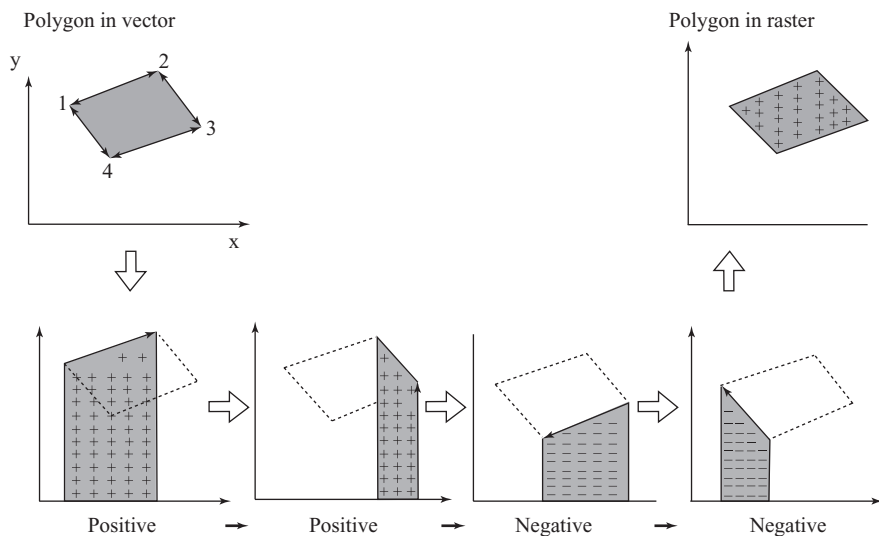 Polygon in vector
Polygon in raster
y
2
1
3
4
x
Positive
Positive
Negative
Negative